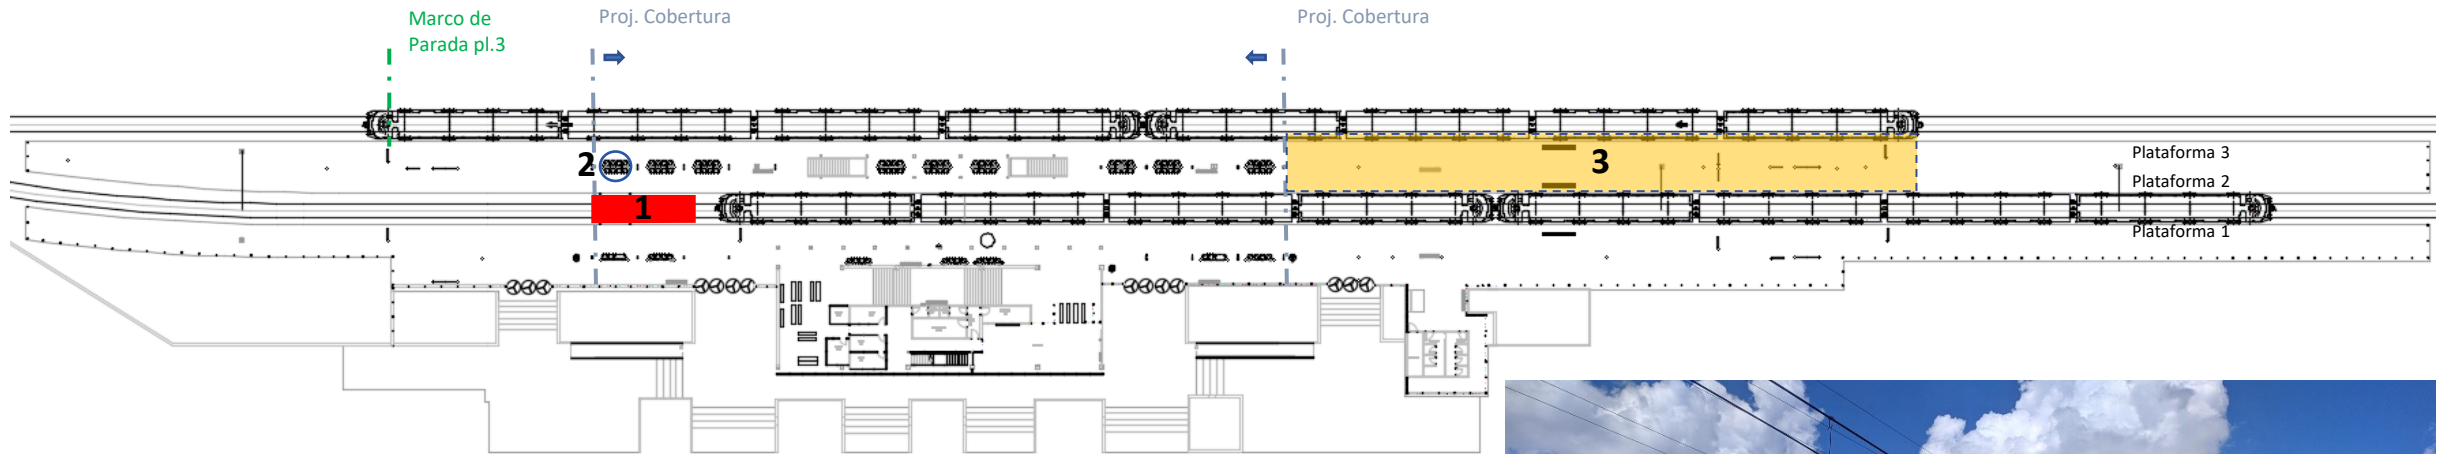 Marco de
Parada pl.3
Proj. Cobertura
Proj. Cobertura
2
3
1
Plataforma 3
Plataforma 2
Plataforma 1